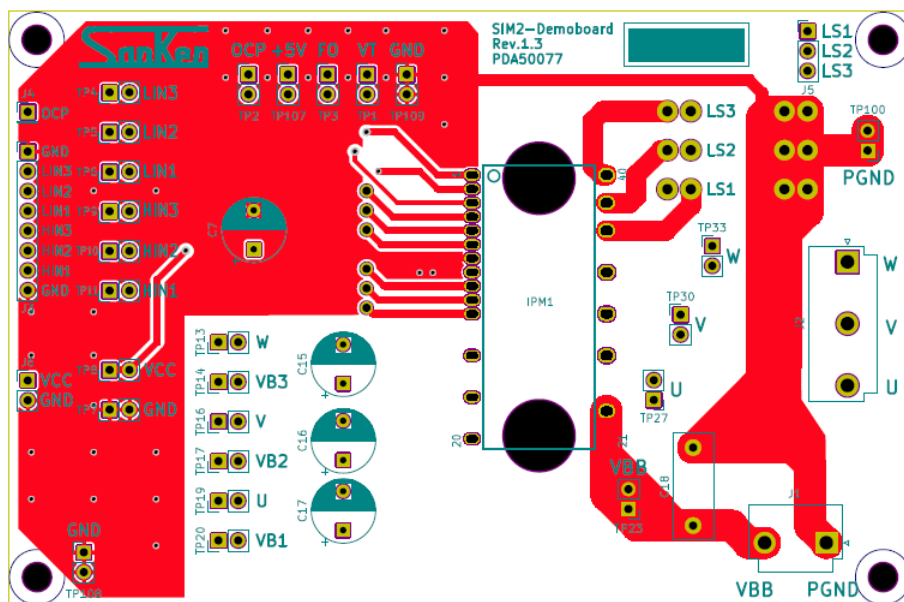 SanKen
SIM2-Demoboard
Rev.1.3
PDA50077
LS1
LS2
LS3
J5
OCP +5V FO VT GND
TP2 TP107 TP3 TP1 TP109
J4
OCP
TP4 LIN3
TP5 LIN2
TP6 LIN1
TP9 HIN3
TP10 HIN2
TP11 HIN1
GND
LIN3
LIN2
LIN1
HIN3
HIN2
HIN1
GND
J3
C7
1
40
IPM1
20
21
LS3
LS2
LS1
TP100
PGND
TP33
W
TP30
V
U
TP27
J2
W
V
U
J6
VCC
GND
TP8 VCC
TP7 GND
TP13 W
TP14 VB3
TP16 V
TP17 VB2
TP19 U
TP20 VB1
C15
+
C16
+
C17
+
VBB
TP23
C18
J1
VBB PGND
GND
TP108